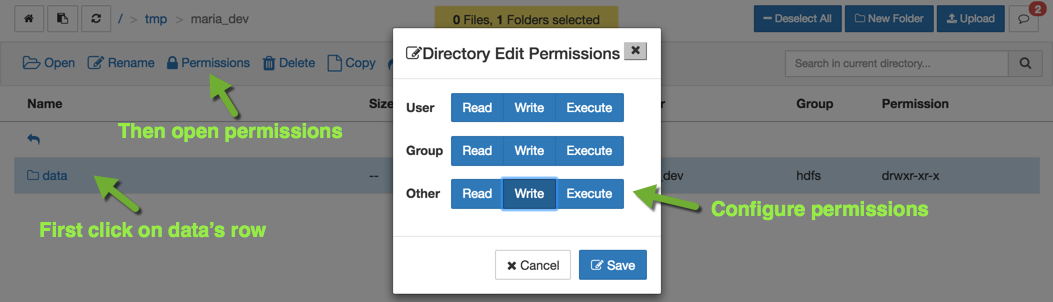 / > tmp > maria_dev
0 Files, 1 Folders selected
Deselect All
New Folder
Upload
2
Open
Rename
Permissions
Delete
Copy
Search in current directory...
Directory Edit Permissions
Name
Size
Group
Permission
User Read Write Execute
Then open permissions
Group Read Write Execute
data
--
_dev
hdfs
drwxr-xr-x
Other Read Write Execute
Configure permissions
First click on data's row
Cancel
Save